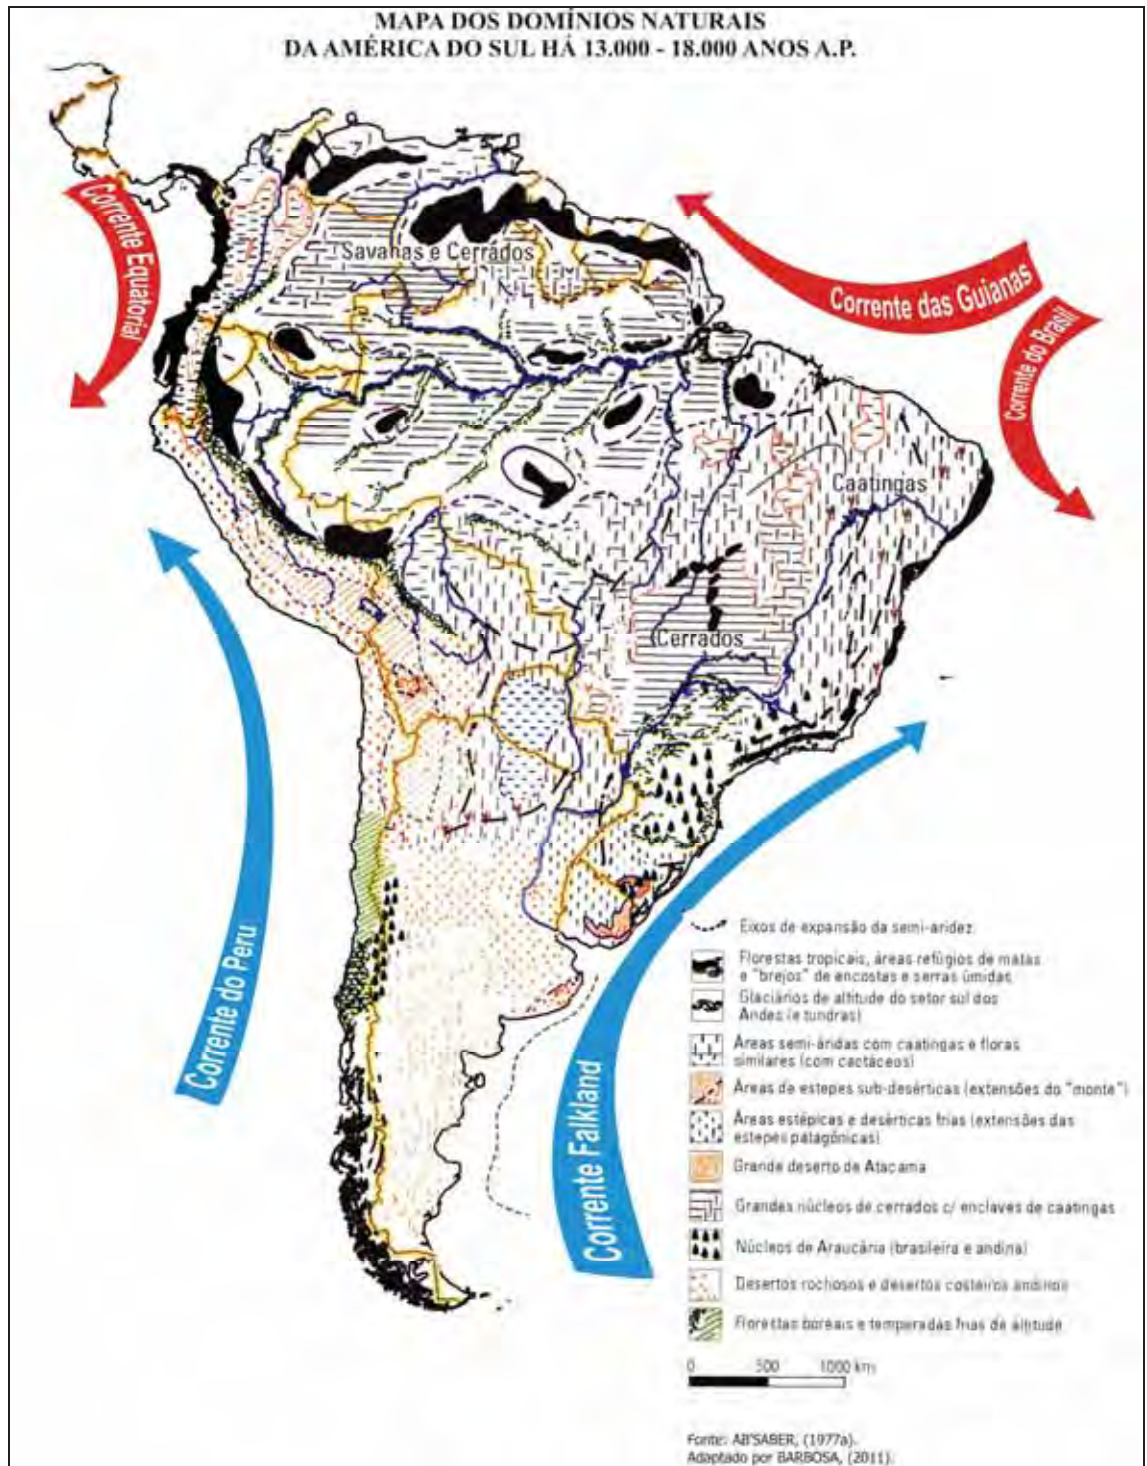 MAPA DOS DOMÍNIOS NATURAIS
DA AMÉRICA DO SUL HÁ 13.000 - 18.000 ANOS A.P.
Corrente Equatorial
Savanas e Cerrados
Corrente das Guianas
Corrente do Brasil
Caatingas
Cerrados
Corrente do Peru
Corrente Falkland
Eixos de expansão da semi-aridez
Florestas tropicais, áreas refúgios de matas
e "brejos" de encostas e serras úmidas
Glaciários de altitude do setor sul dos
Andes (e tundras)
Áreas semi-áridas com caatingas e floras
similares (com cactáceos)
Áreas de estepes sub-desérticas (extensões do "monte")
Áreas estépicas e desérticas frias (extensões das
estepes patagônicas)
Grande deserto de Atacama
Grandes núcleos de cerrados c/ enclaves de caatingas
Núcleos de Araucária (brasileira e andina)
Desertos rochosos e desertos costeiros andinos
Florestas boreais e temperadas frias de altitude
0 500 1000 km
Fonte: AB'SABER, (1977a).
Adaptado por BARBOSA, (2011).